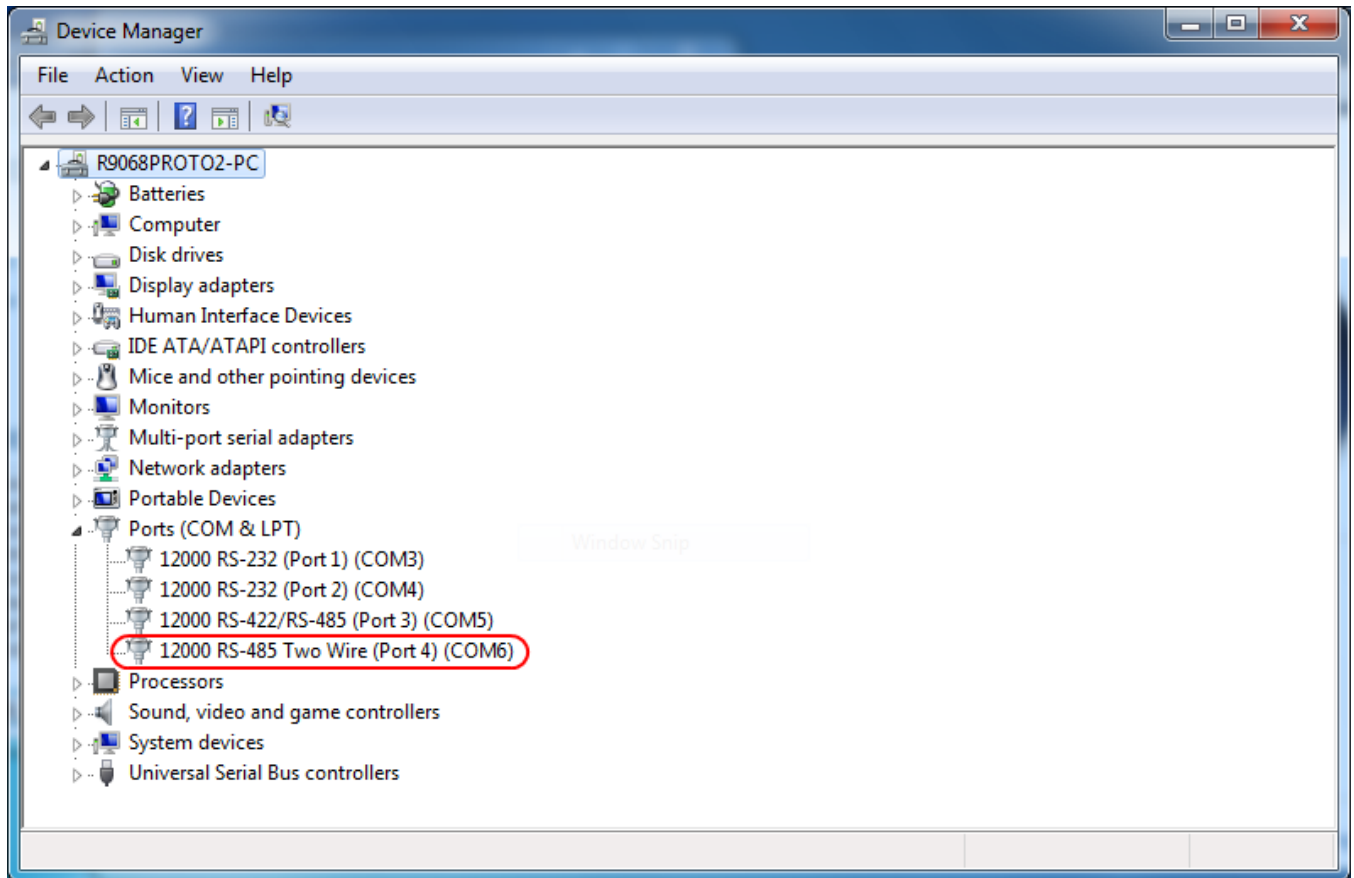 Device Manager
File Action View Help
R9068PROTO2-PC
Batteries
Computer
Disk drives
Display adapters
Human Interface Devices
IDE ATA/ATAPI controllers
Mice and other pointing devices
Monitors
Multi-port serial adapters
Network adapters
Portable Devices
Ports (COM & LPT)
Window Snip
12000 RS-232 (Port 1) (COM3)
12000 RS-232 (Port 2) (COM4)
12000 RS-422/RS-485 (Port 3) (COM5)
12000 RS-485 Two Wire (Port 4) (COM6)
Processors
Sound, video and game controllers
System devices
Universal Serial Bus controllers